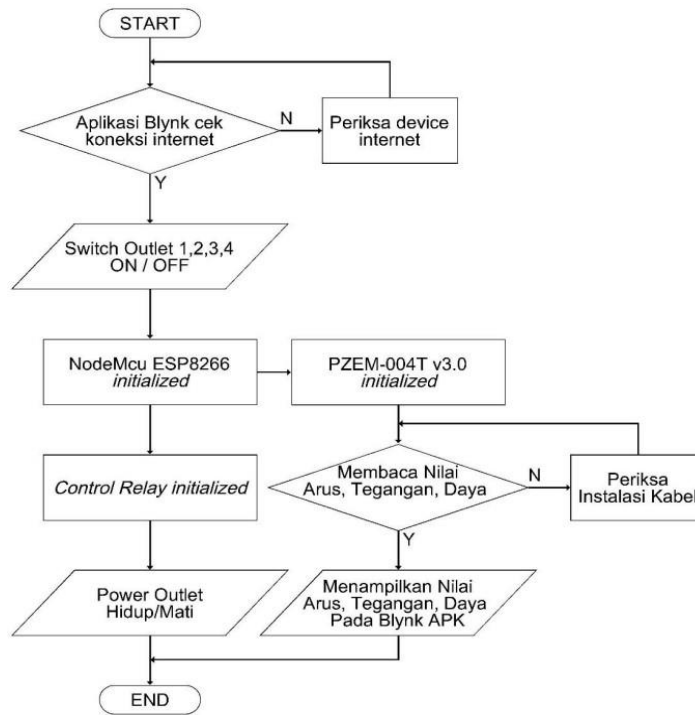 START
Aplikasi Blynk cek
koneksi internet
N
Periksa device
internet
Y
Switch Outlet 1,2,3,4
ON / OFF
NodeMcu ESP8266
initialized
PZEM-004T v3.0
initialized
Control Relay initialized
Membaca Nilai
Arus, Tegangan, Daya
N
Periksa
Instalasi Kabel
Y
Power Outlet
Hidup/Mati
Menampilkan Nilai
Arus, Tegangan, Daya
Pada Blynk APK
END